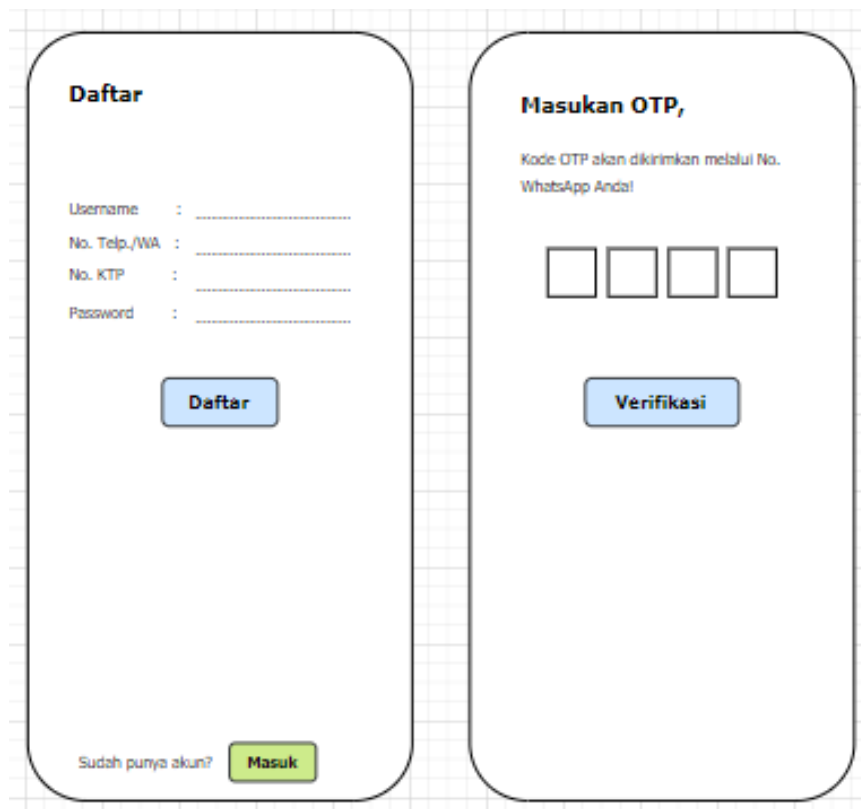 Daftar
Username :
No. Telp./WA :
No. KTP :
Password :
Daftar
Sudah punya akun? Masuk
Masukan OTP,
Kode OTP akan dikirimkan melalui No.
WhatsApp Anda!
Verifikasi